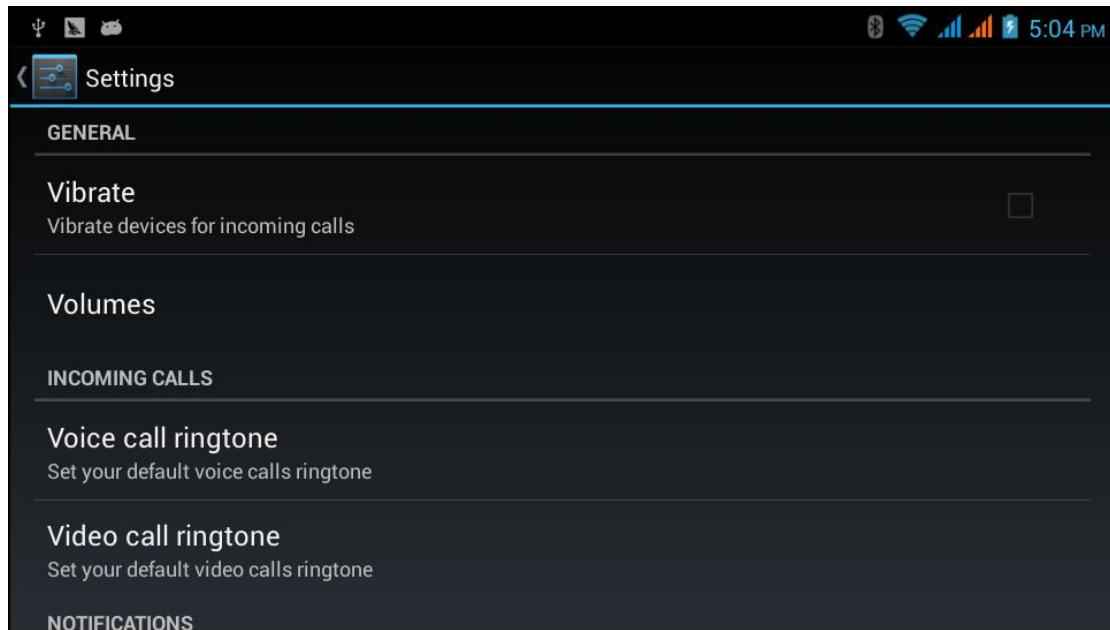 5:04 PM
Settings
GENERAL
Vibrate
Vibrate devices for incoming calls
Volumes
INCOMING CALLS
Voice call ringtone
Set your default voice calls ringtone
Video call ringtone
Set your default video calls ringtone
NOTIFICATIONS